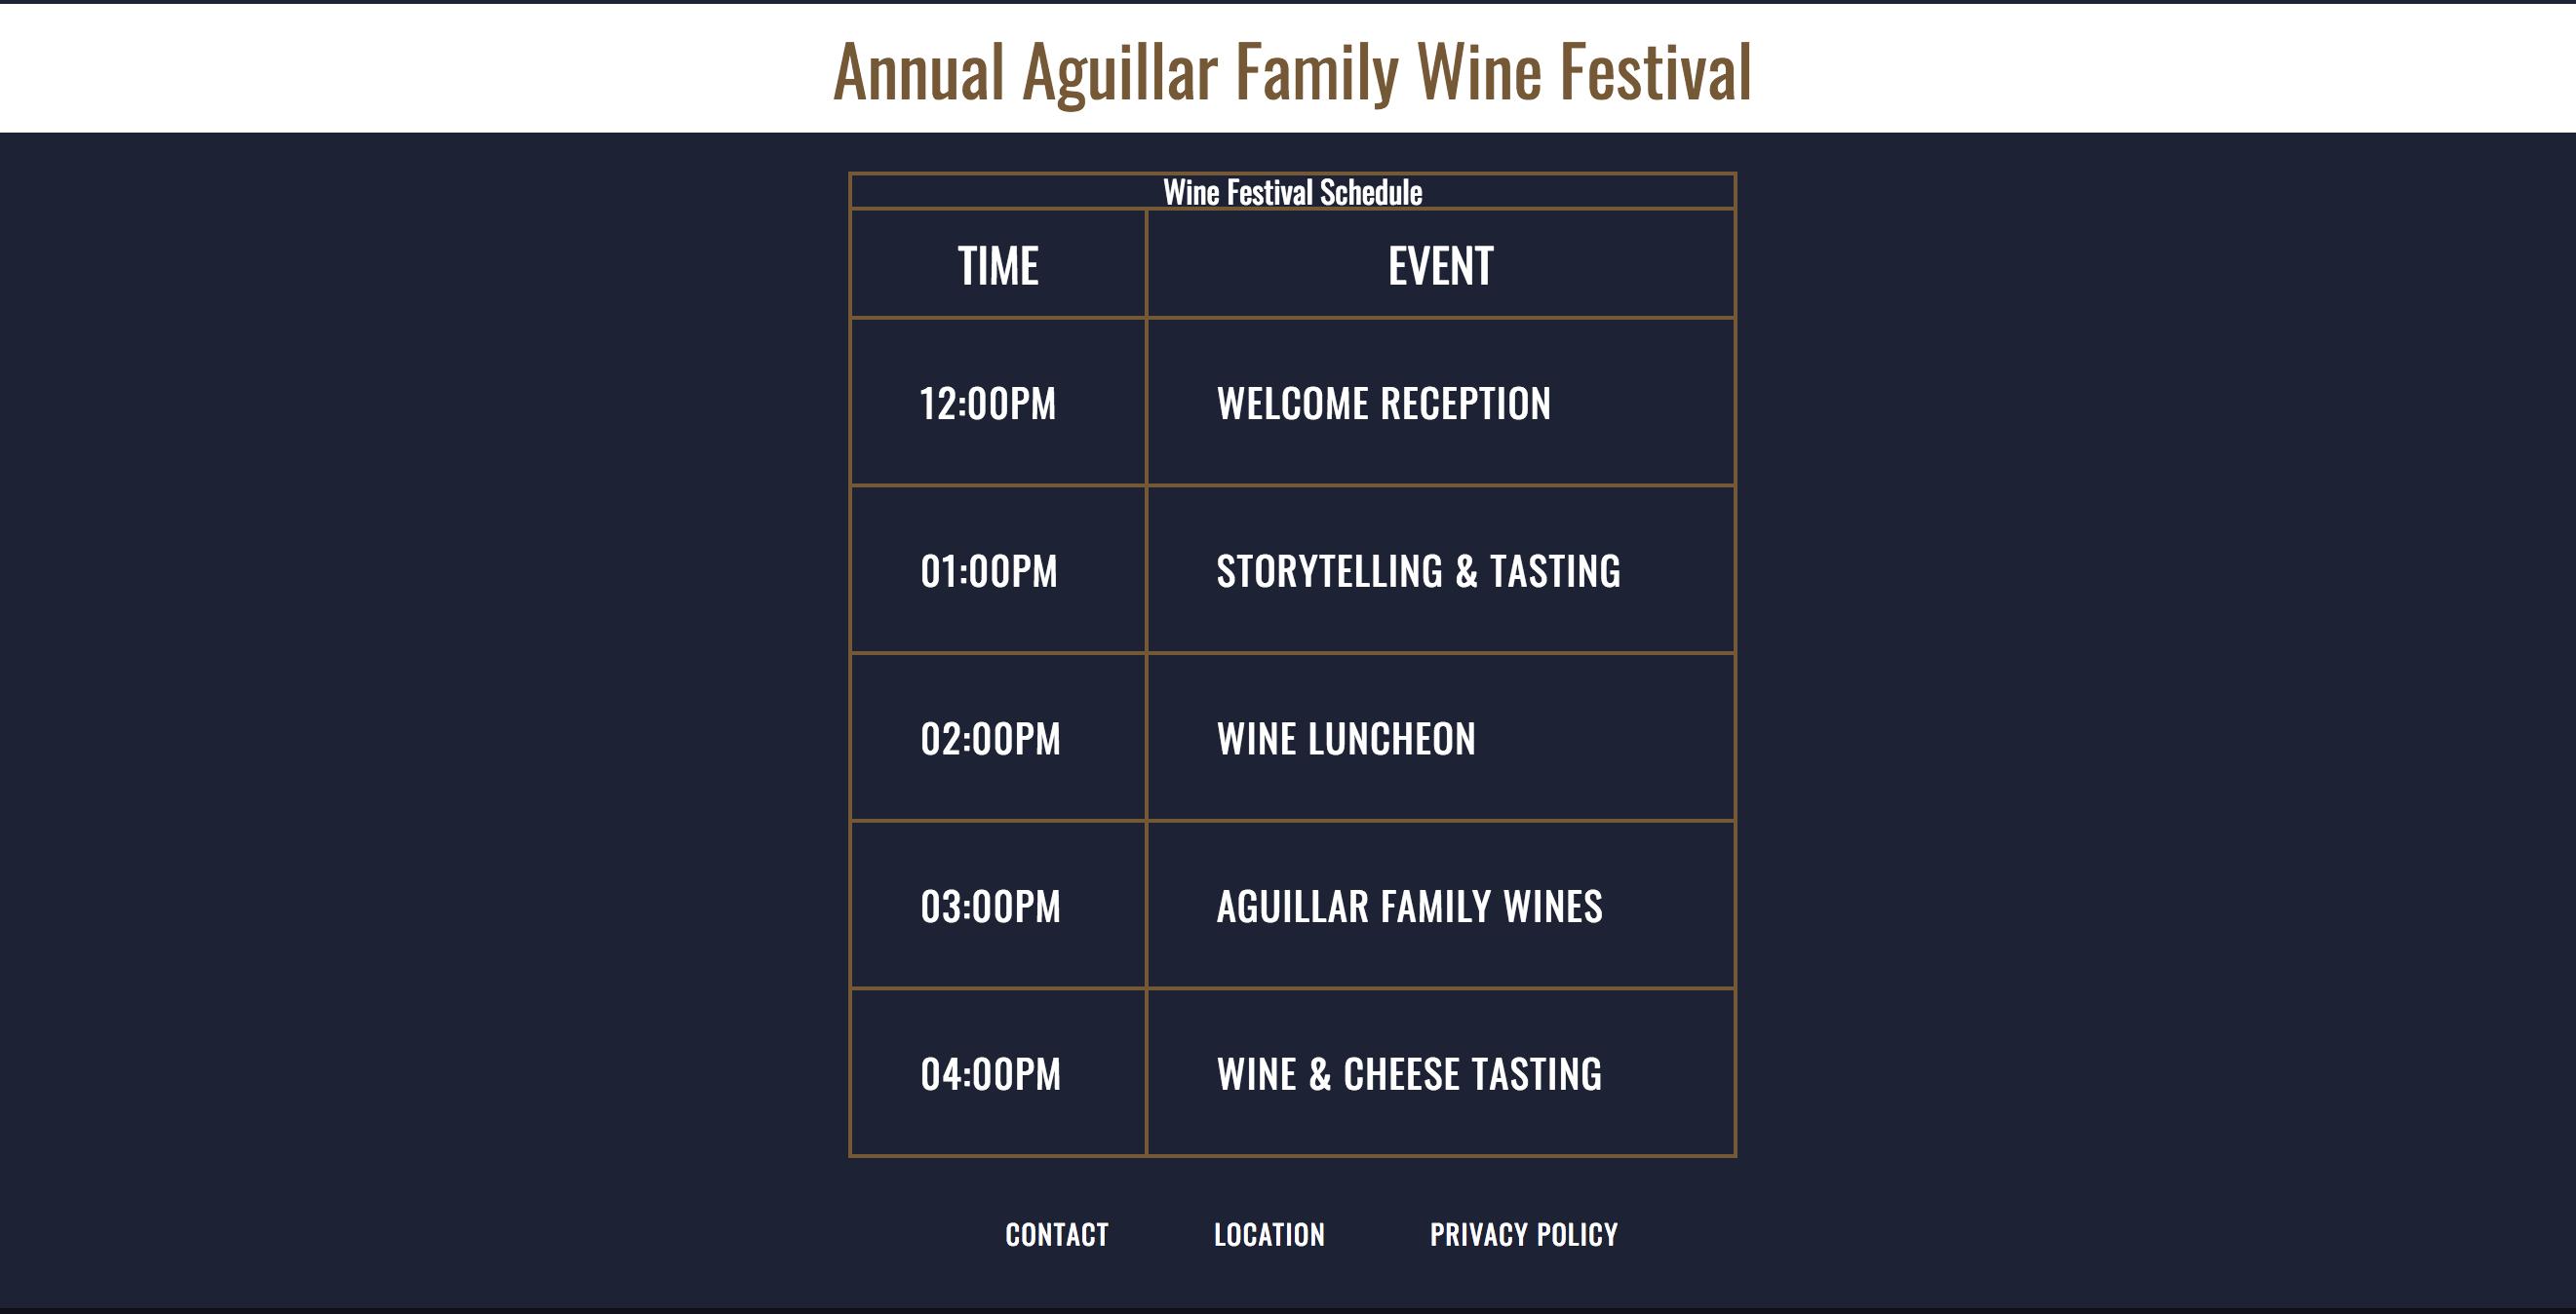 Annual Aguillar Family Wine Festival
Wine Festival Schedule
TIME EVENT
12:00PM WELCOME RECEPTION
01:00PM STORYTELLING & TASTING
02:00PM WINE LUNCHEON
03:00PM AGUILLAR FAMILY WINES
04:00PM WINE & CHEESE TASTING
CONTACT LOCATION PRIVACY POLICY